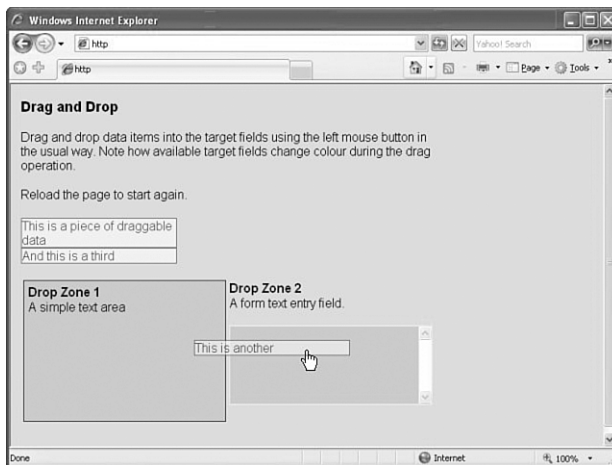 Windows Internet Explorer
http
Yahoo! Search
http
Page
Tools
Drag and Drop
Drag and drop data items into the target fields using the left mouse button in
the usual way. Note how available target fields change colour during the drag
operation.
Reload the page to start again.
This is a piece of draggable
data
And this is a third
Drop Zone 1
A simple text area
Drop Zone 2
A form text entry field.
This is another
Done
Internet
100%